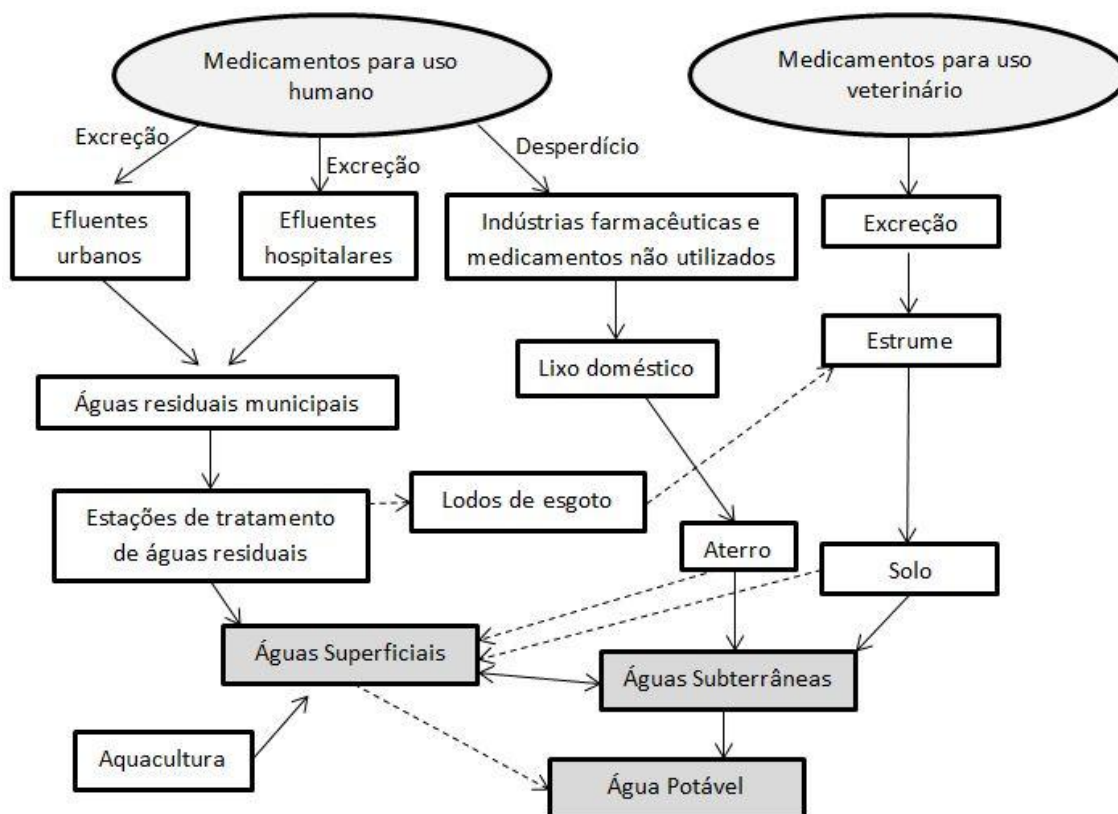 Medicamentos para uso
humano
Medicamentos para uso
veterinário
Excreção
Excreção
Desperdício
Efluentes
urbanos
Efluentes
hospitalares
Indústrias farmacêuticas e
medicamentos não utilizados
Excreção
Estrume
Lixo doméstico
Águas residuais municipais
Lodos de esgoto
Estações de tratamento
de águas residuais
Aterro
Solo
Águas Superficiais
Águas Subterrâneas
Aquacultura
Água Potável